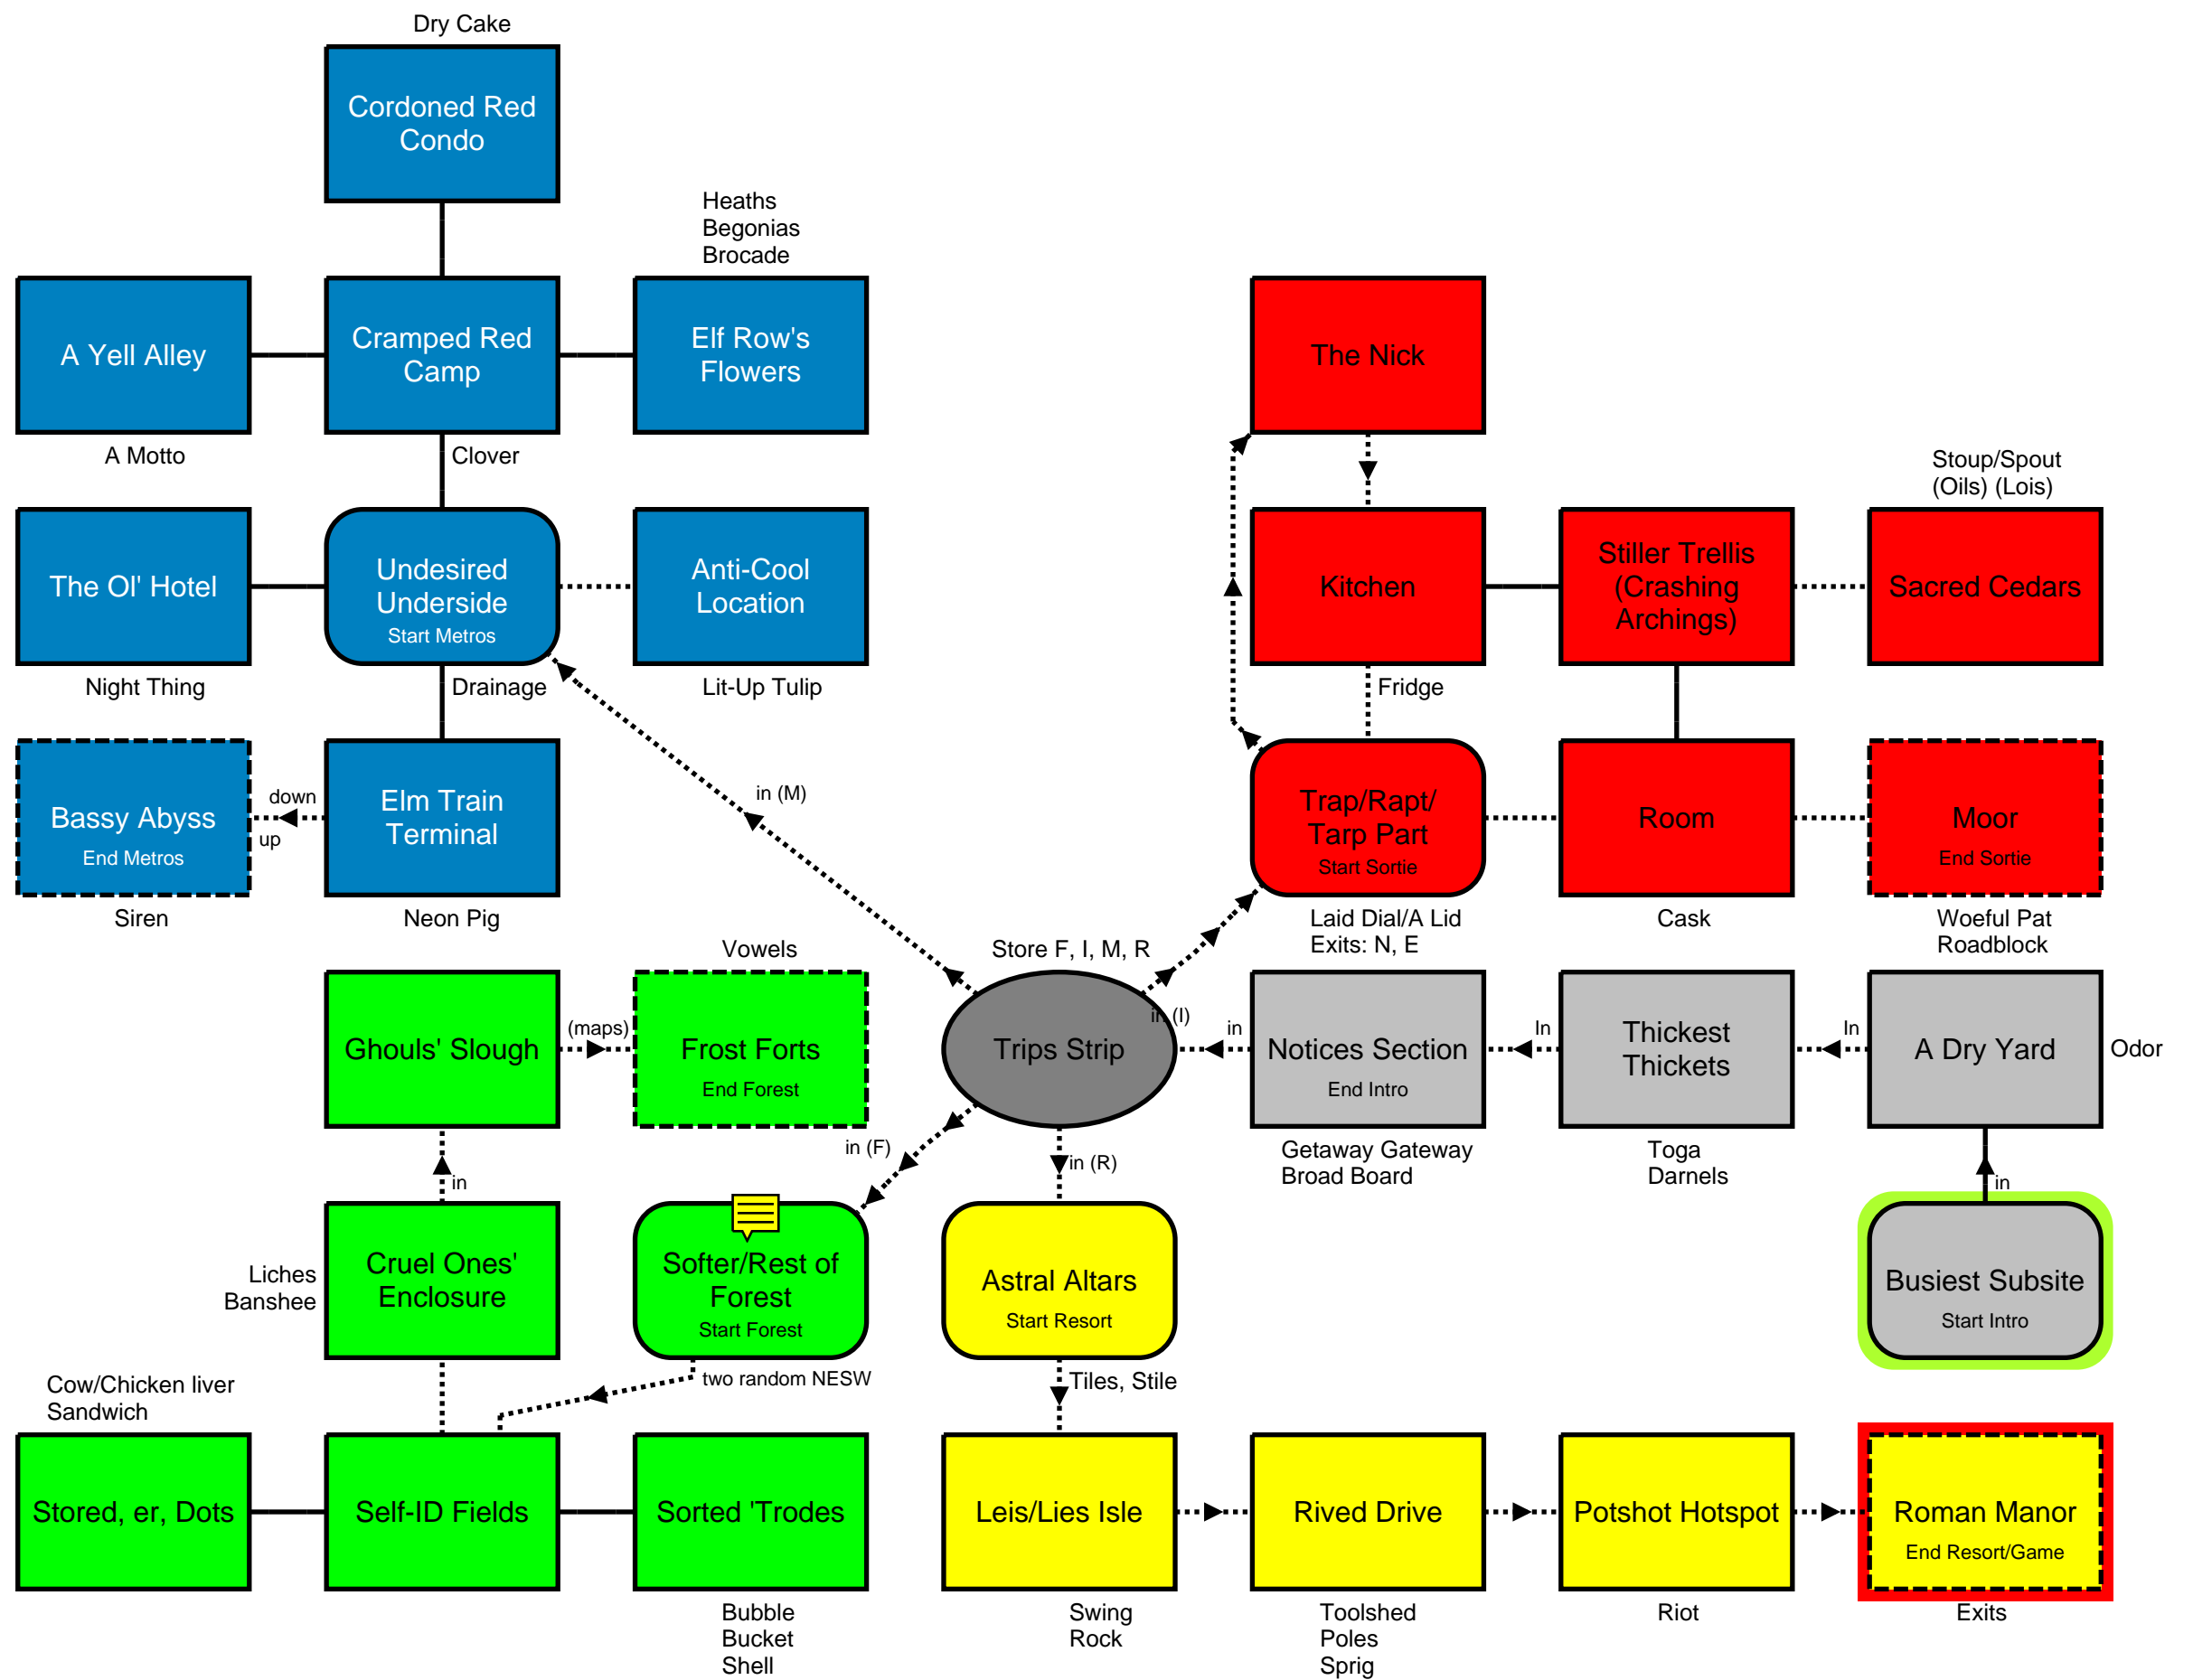 Dry Cake
Cordoned Red
Condo
Heaths
Begonias
Brocade
A Yell Alley
Cramped Red
Camp
Elf Row's
Flowers
The Nick
A Motto
Clover
Stoup/Spout
(Oils) (Lois)
The Ol' Hotel
Undesired
Underside
Start Metros
Anti-Cool
Location
Kitchen
Stiller Trellis
(Crashing
Archings)
Sacred Cedars
Night Thing
Drainage
Lit-Up Tulip
Fridge
Bassy Abyss
End Metros
down
up
Elm Train
Terminal
in (M)
Trap/Rapt/
Tarp Part
Start Sortie
Room
Moor
End Sortie
Siren
Neon Pig
Laid Dial/A Lid
Exits: N, E
Cask
Woeful Pat
Roadblock
Vowels
Store F, I, M, R
Ghouls' Slough
(maps)
Frost Forts
End Forest
Trips Strip
in (I)
in
Notices Section
End Intro
In
Thickest
Thickets
In
A Dry Yard
Odor
in (F)
in (R)
Getaway Gateway
Broad Board
Toga
Darnels
in
in
Liches
Banshee
Cruel Ones'
Enclosure
Softer/Rest of
Forest
Start Forest
Astral Altars
Start Resort
Busiest Subsite
Start Intro
two random NESW
Tiles, Stile
Cow/Chicken liver
Sandwich
Stored, er, Dots
Self-ID Fields
Sorted 'Trodes
Leis/Lies Isle
Rived Drive
Potshot Hotspot
Roman Manor
End Resort/Game
Bubble
Bucket
Shell
Swing
Rock
Toolshed
Poles
Sprig
Riot
Exits